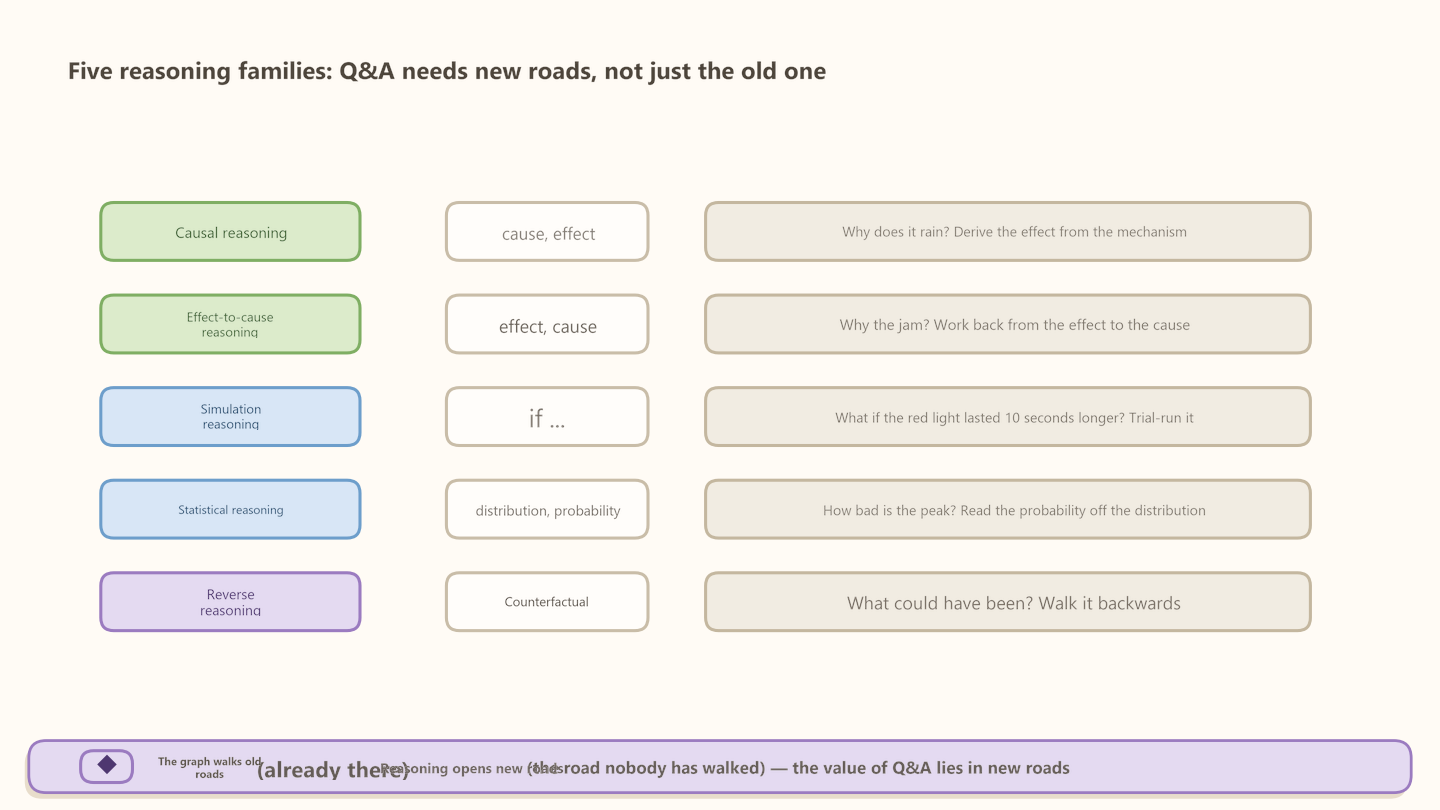 Five reasoning families: Q&A needs new roads, not just the old one
Causal reasoning
cause, effect
Why does it rain? Derive the effect from the mechanism
Effect-to-cause
reasoning
effect, cause
Why the jam? Work back from the effect to the cause
Simulation
reasoning
if ...
What if the red light lasted 10 seconds longer? Trial-run it
Statistical reasoning
distribution, probability
How bad is the peak? Read the probability off the distribution
Reverse
reasoning
Counterfactual
What could have been? Walk it backwards
The graph walks old
roads
(already there)
Reasoning opens new roads
(the road nobody has walked) — the value of Q&A lies in new roads